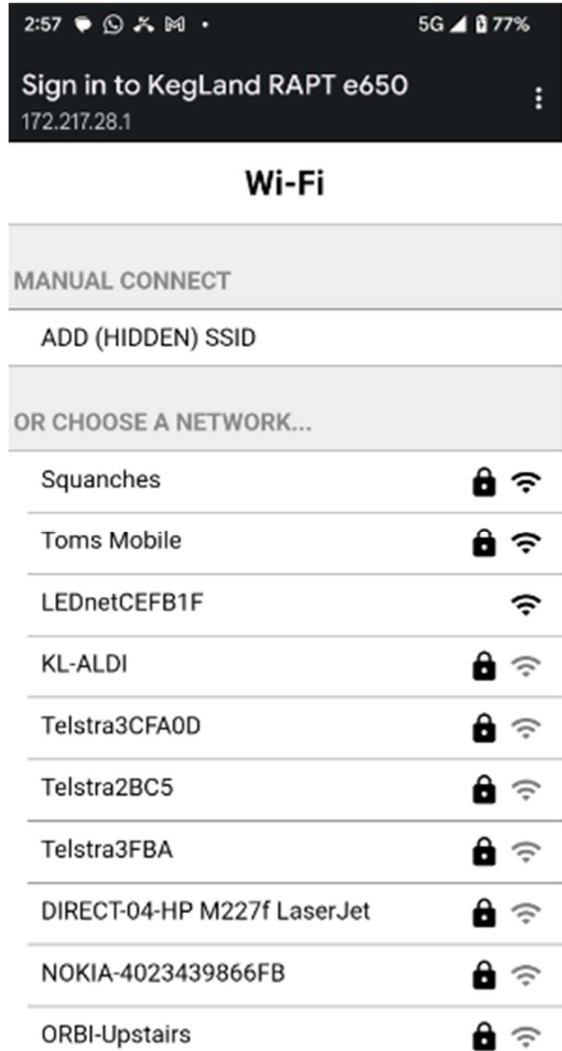 2:57
5G 77%
Sign in to KegLand RAPT e650
172.217.28.1
Wi-Fi
MANUAL CONNECT
ADD (HIDDEN) SSID
OR CHOOSE A NETWORK...
Squanches
Toms Mobile
LEDnetCEFB1F
KL-ALDI
Telstra3CFA0D
Telstra2BC5
Telstra3FBA
DIRECT-04-HP M227f LaserJet
NOKIA-4023439866FB
ORBI-Upstairs